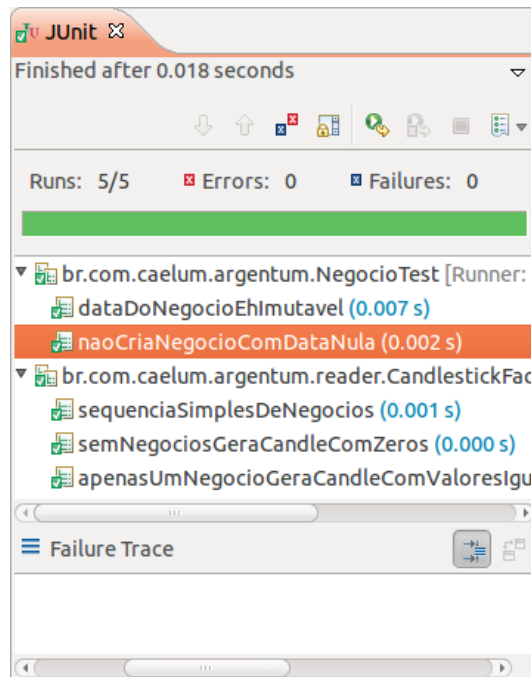 JUnit
Finished after 0.018 seconds
Runs: 5/5 Errors: 0 Failures: 0
br.com.caelum.argentum.NegocioTest [Runner:
dataDoNegocioEhImutavel (0.007 s)
naoCriaNegocioComDataNula (0.002 s)
br.com.caelum.argentum.reader.CandlestickFac
sequenciaSimplesDeNegocios (0.001 s)
semNegociosGeraCandleComZeros (0.000 s)
apenasUmNegocioGeraCandleComValoresIgu
Failure Trace